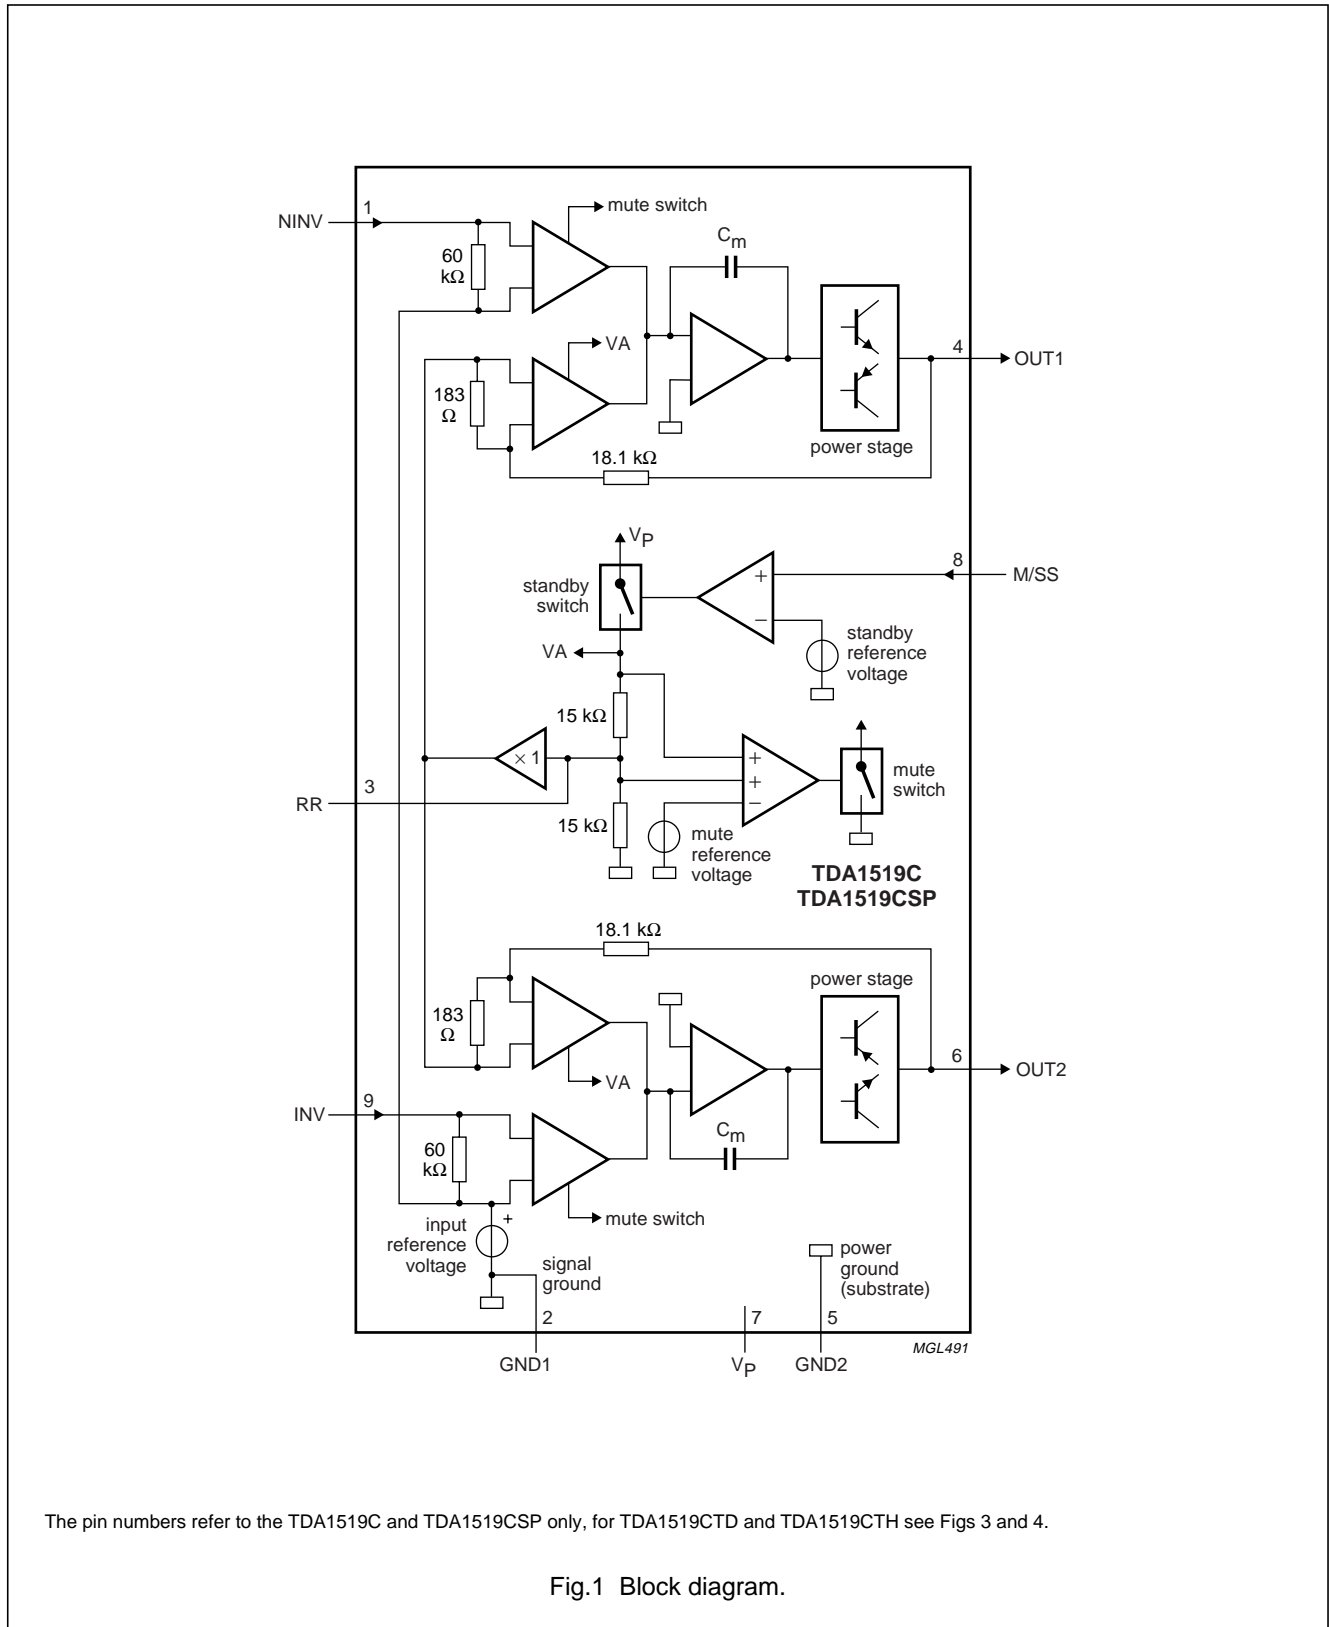 NINV
1
mute switch
60
kΩ
Cm
VA
4
OUT1
183
Ω
18.1 kΩ
power stage
VP
standby
switch
+
−
8
M/SS
standby
reference
voltage
VA
15 kΩ
× 1
+
+
−
mute
switch
3
RR
15 kΩ
mute
reference
voltage
TDA1519C
TDA1519CSP
18.1 kΩ
power stage
183
Ω
6
OUT2
VA
INV
9
Cm
60
kΩ
mute switch
input
reference
voltage
+
signal
ground
power
ground
(substrate)
2
7
5
GND1
VP
GND2
MGL491
The pin numbers refer to the TDA1519C and TDA1519CSP only, for TDA1519CTD and TDA1519CTH see Figs 3 and 4.
Fig.1 Block diagram.